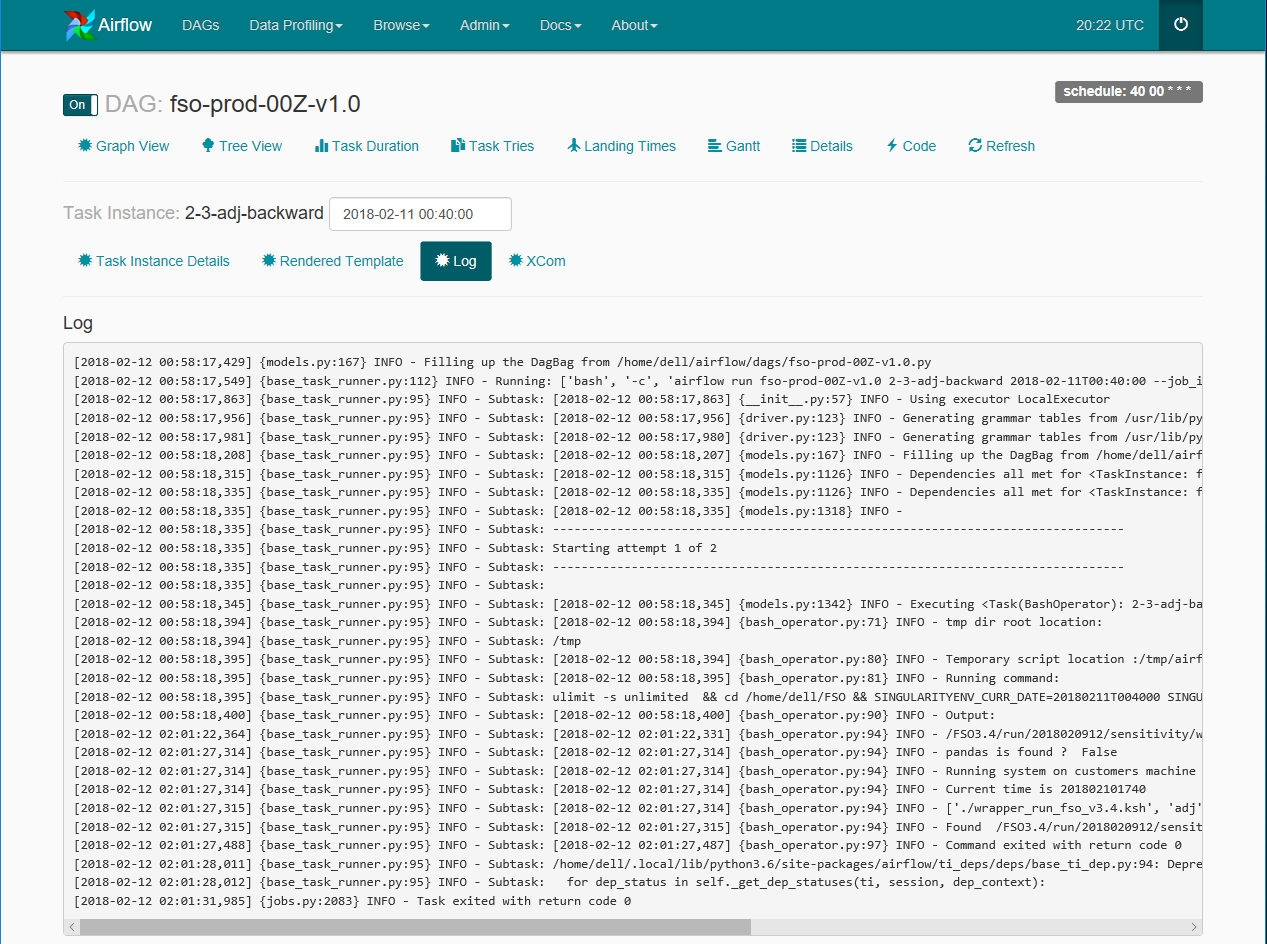 Airflow DAGs Data Profiling Browse Admin Docs About 20:22 UTC
On DAG: fso-prod-00Z-v1.0 schedule: 40 00 * * *
Graph View Tree View Task Duration Task Tries Landing Times Gantt Details Code Refresh
Task Instance: 2-3-adj-backward 2018-02-11 00:40:00
Task Instance Details Rendered Template Log XCom
Log
[2018-02-12 00:58:17,429] {models.py:167} INFO - Filling up the DagBag from /home/dell/airflow/dags/fso-prod-00Z-v1.0.py
[2018-02-12 00:58:17,549] {base_task_runner.py:112} INFO - Running: ['bash', '-c', 'airflow run fso-prod-00Z-v1.0 2-3-adj-backward 2018-02-11T00:40:00 --job_i
[2018-02-12 00:58:17,863] {base_task_runner.py:95} INFO - Subtask: [2018-02-12 00:58:17,863] {__init__.py:57} INFO - Using executor LocalExecutor
[2018-02-12 00:58:17,956] {base_task_runner.py:95} INFO - Subtask: [2018-02-12 00:58:17,956] {driver.py:123} INFO - Generating grammar tables from /usr/lib/py
[2018-02-12 00:58:17,981] {base_task_runner.py:95} INFO - Subtask: [2018-02-12 00:58:17,980] {driver.py:123} INFO - Generating grammar tables from /usr/lib/py
[2018-02-12 00:58:18,208] {base_task_runner.py:95} INFO - Subtask: [2018-02-12 00:58:18,207] {models.py:167} INFO - Filling up the DagBag from /home/dell/airf
[2018-02-12 00:58:18,315] {base_task_runner.py:95} INFO - Subtask: [2018-02-12 00:58:18,315] {models.py:1126} INFO - Dependencies all met for <TaskInstance: f
[2018-02-12 00:58:18,335] {base_task_runner.py:95} INFO - Subtask: [2018-02-12 00:58:18,335] {models.py:1126} INFO - Dependencies all met for <TaskInstance: f
[2018-02-12 00:58:18,335] {base_task_runner.py:95} INFO - Subtask: [2018-02-12 00:58:18,335] {models.py:1318} INFO -
[2018-02-12 00:58:18,335] {base_task_runner.py:95} INFO - Subtask: --------------------------------------------------------------------------------
[2018-02-12 00:58:18,335] {base_task_runner.py:95} INFO - Subtask: Starting attempt 1 of 2
[2018-02-12 00:58:18,335] {base_task_runner.py:95} INFO - Subtask: --------------------------------------------------------------------------------
[2018-02-12 00:58:18,335] {base_task_runner.py:95} INFO - Subtask:
[2018-02-12 00:58:18,345] {base_task_runner.py:95} INFO - Subtask: [2018-02-12 00:58:18,345] {models.py:1342} INFO - Executing <Task(BashOperator): 2-3-adj-ba
[2018-02-12 00:58:18,394] {base_task_runner.py:95} INFO - Subtask: [2018-02-12 00:58:18,394] {bash_operator.py:71} INFO - tmp dir root location:
[2018-02-12 00:58:18,394] {base_task_runner.py:95} INFO - Subtask: /tmp
[2018-02-12 00:58:18,395] {base_task_runner.py:95} INFO - Subtask: [2018-02-12 00:58:18,394] {bash_operator.py:80} INFO - Temporary script location :/tmp/airf
[2018-02-12 00:58:18,395] {base_task_runner.py:95} INFO - Subtask: [2018-02-12 00:58:18,395] {bash_operator.py:81} INFO - Running command:
[2018-02-12 00:58:18,395] {base_task_runner.py:95} INFO - Subtask: ulimit -s unlimited  && cd /home/dell/FSO && SINGULARITYENV_CURR_DATE=20180211T004000 SINGU
[2018-02-12 00:58:18,400] {base_task_runner.py:95} INFO - Subtask: [2018-02-12 00:58:18,400] {bash_operator.py:90} INFO - Output:
[2018-02-12 02:01:22,364] {base_task_runner.py:95} INFO - Subtask: [2018-02-12 02:01:22,331] {bash_operator.py:94} INFO - /FSO3.4/run/2018020912/sensitivity/w
[2018-02-12 02:01:27,314] {base_task_runner.py:95} INFO - Subtask: [2018-02-12 02:01:27,314] {bash_operator.py:94} INFO - pandas is found ?  False
[2018-02-12 02:01:27,314] {base_task_runner.py:95} INFO - Subtask: [2018-02-12 02:01:27,314] {bash_operator.py:94} INFO - Running system on customers machine
[2018-02-12 02:01:27,314] {base_task_runner.py:95} INFO - Subtask: [2018-02-12 02:01:27,314] {bash_operator.py:94} INFO - Current time is 201802101740
[2018-02-12 02:01:27,315] {base_task_runner.py:95} INFO - Subtask: [2018-02-12 02:01:27,314] {bash_operator.py:94} INFO - ['./wrapper_run_fso_v3.4.ksh', 'adj'
[2018-02-12 02:01:27,315] {base_task_runner.py:95} INFO - Subtask: [2018-02-12 02:01:27,315] {bash_operator.py:94} INFO - Found  /FSO3.4/run/2018020912/sensit
[2018-02-12 02:01:27,488] {base_task_runner.py:95} INFO - Subtask: [2018-02-12 02:01:27,487] {bash_operator.py:97} INFO - Command exited with return code 0
[2018-02-12 02:01:28,011] {base_task_runner.py:95} INFO - Subtask: /home/dell/.local/lib/python3.6/site-packages/airflow/ti_deps/deps/base_ti_dep.py:94: Depre
[2018-02-12 02:01:28,012] {base_task_runner.py:95} INFO - Subtask:   for dep_status in self._get_dep_statuses(ti, session, dep_context):
[2018-02-12 02:01:31,985] {jobs.py:2083} INFO - Task exited with return code 0